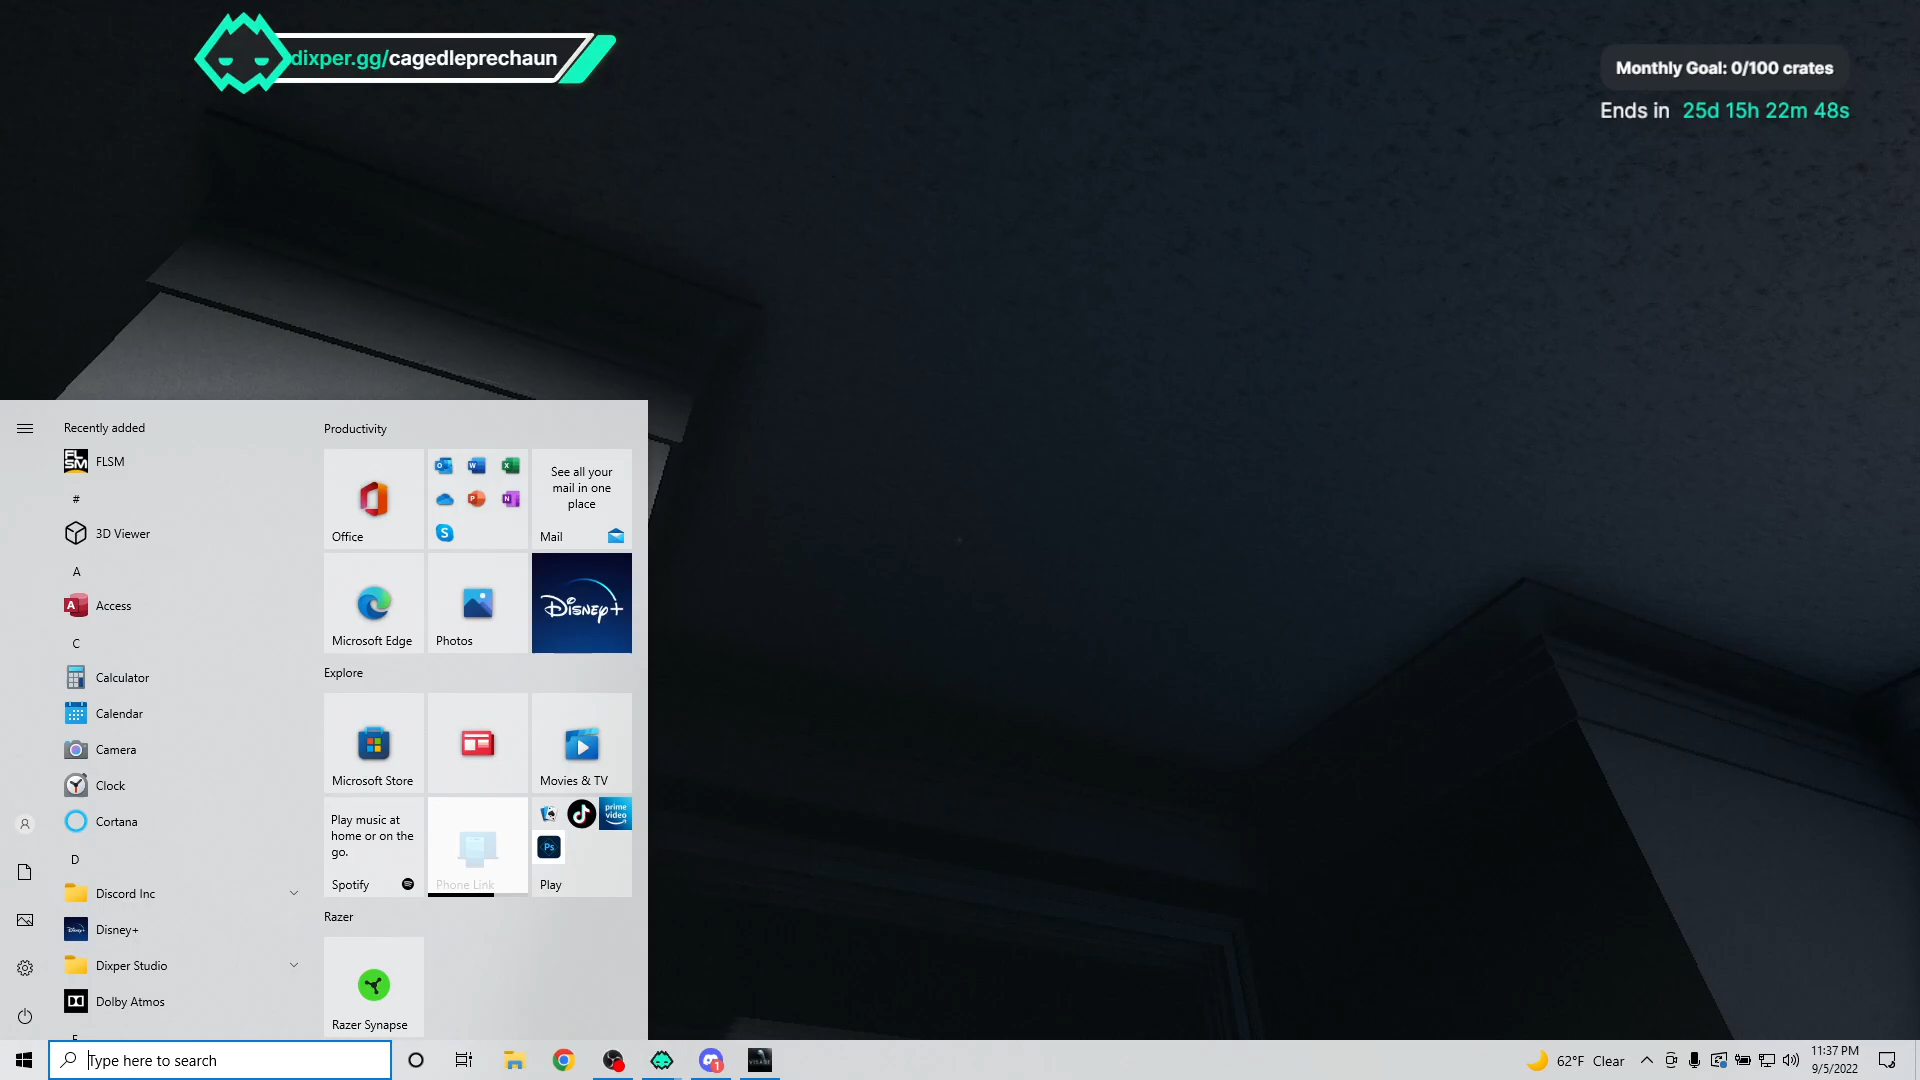 dixper.gg/cagedleprechaun
Monthly Goal: 0/100 crates
Ends in 25d 15h 22m 48s
Recently added
FLSM
FLSM
#
3D Viewer
A
Access
C
Calculator
Calendar
Camera
Clock
Cortana
D
Discord Inc
Disney+
Dixper Studio
Dolby Atmos
Productivity
Office
See all your
mail in one
place
Mail
Microsoft Edge
Photos
Disney+
Explore
Microsoft Store
Movies & TV
Play music at
home or on the
go.
Spotify
Phone Link
prime
video
Ps
Play
Razer
Razer Synapse
Type here to search
1
VISAGE
62°F Clear
11:37 PM
9/5/2022